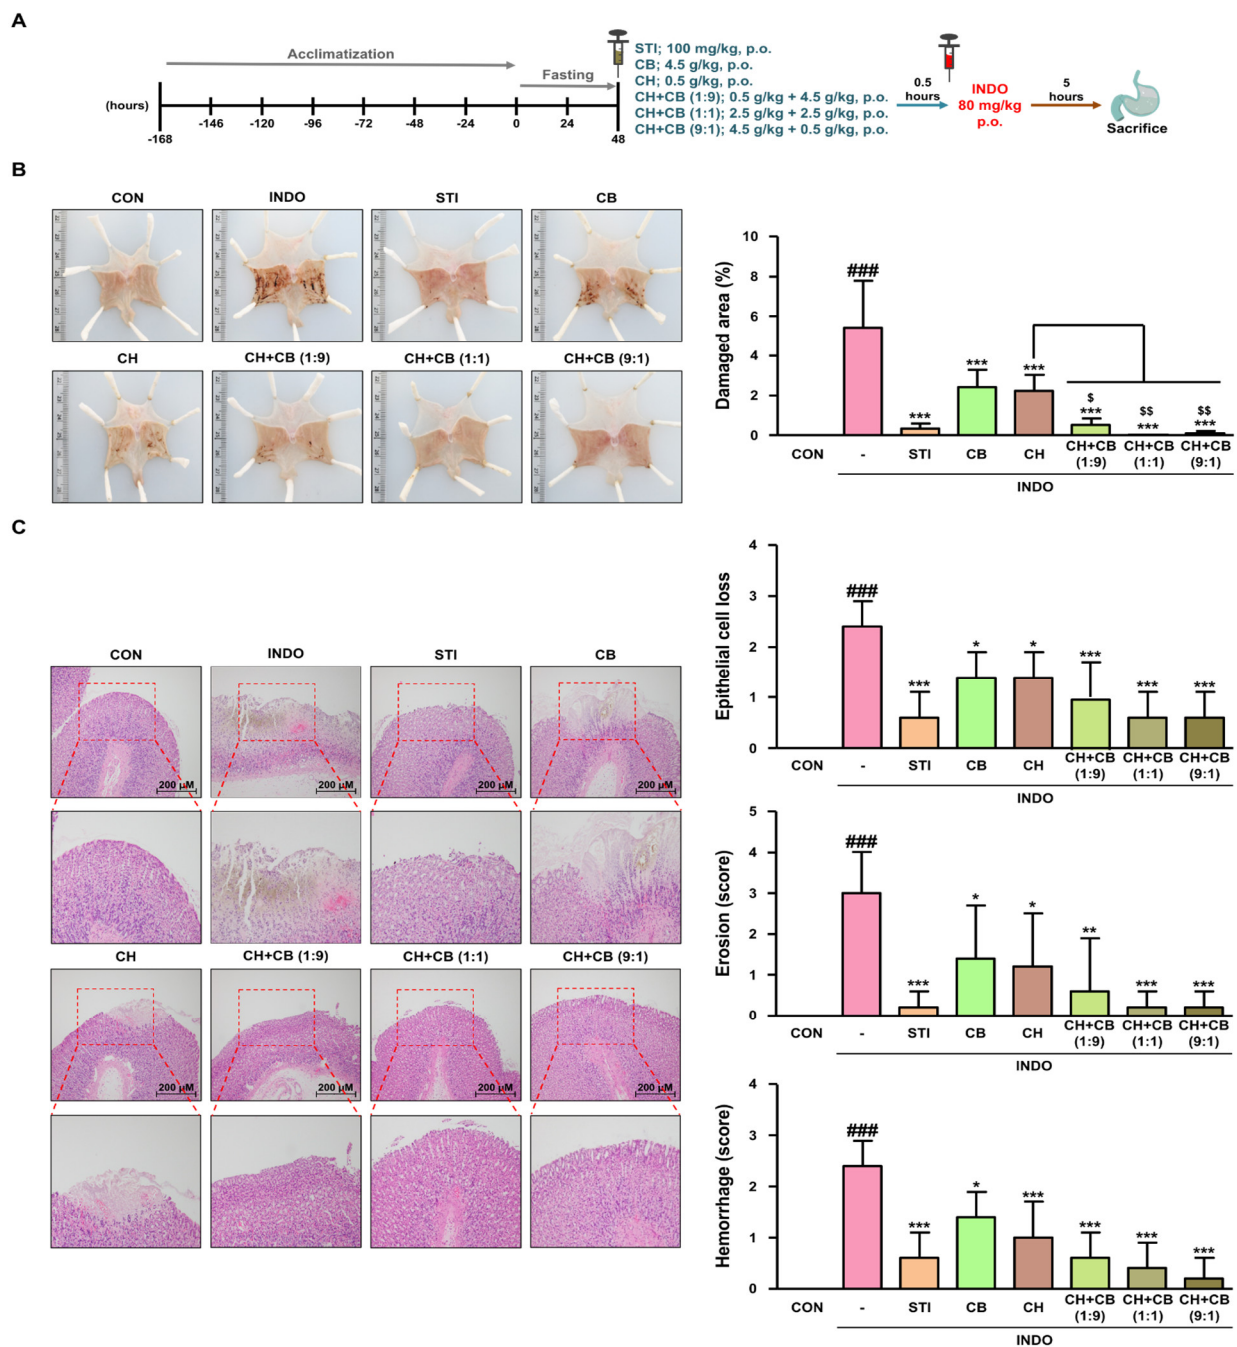 A
Acclimatization
Fasting
(hours)
-168
-146
-120
-96
-72
-48
-24
0
24
48
STI; 100 mg/kg, p.o.
CB; 4.5 g/kg, p.o.
CH; 0.5 g/kg, p.o.
CH+CB (1:9); 0.5 g/kg + 4.5 g/kg, p.o.
CH+CB (1:1); 2.5 g/kg + 2.5 g/kg, p.o.
CH+CB (9:1); 4.5 g/kg + 0.5 g/kg, p.o.
0.5
hours
INDO
80 mg/kg
p.o.
5
hours
Sacrifice
B
CON INDO STI CB
CH CH+CB (1:9) CH+CB (1:1) CH+CB (9:1)
Damaged area (%)
10
8
6
4
2
0
###
***
***
***
$
***
$$
***
$$
***
CON - STI CB CH CH+CB CH+CB CH+CB
(1:9) (1:1) (9:1)
INDO
C
CON INDO STI CB
200 μM 200 μM 200 μM 200 μM
CH CH+CB (1:9) CH+CB (1:1) CH+CB (9:1)
200 μM 200 μM 200 μM 200 μM
Epithelial cell loss
4
3
2
1
0
###
***
*
*
***
***
***
CON - STI CB CH CH+CB CH+CB CH+CB
(1:9) (1:1) (9:1)
INDO
Erosion (score)
5
4
3
2
1
0
###
***
*
*
**
***
***
CON - STI CB CH CH+CB CH+CB CH+CB
(1:9) (1:1) (9:1)
INDO
Hemorrhage (score)
4
3
2
1
0
###
***
*
***
***
***
***
CON - STI CB CH CH+CB CH+CB CH+CB
(1:9) (1:1) (9:1)
INDO